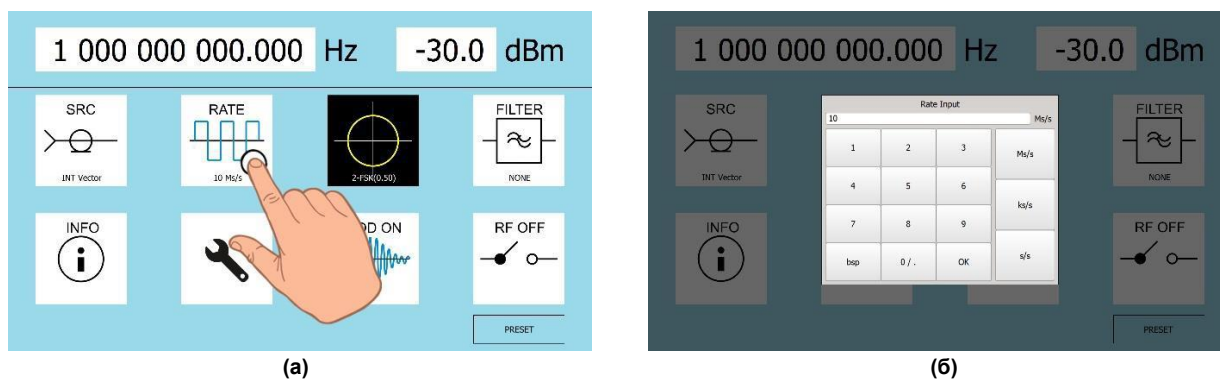 1 000 000 000.000 Hz -30.0 dBm
SRC RATE FILTER
INT Vector 10 Ms/s 2-FSK(0.50) NONE
INFO OD ON RF OFF
PRESET
(а)
1 000 000 000.000 Hz -30.0 dBm
SRC FILTER
INT Vector NONE
INFO RF OFF
PRESET
Rate Input
10 Ms/s
1 2 3 Ms/s
4 5 6
ks/s
7 8 9
s/s
bsp 0 / . OK
(б)